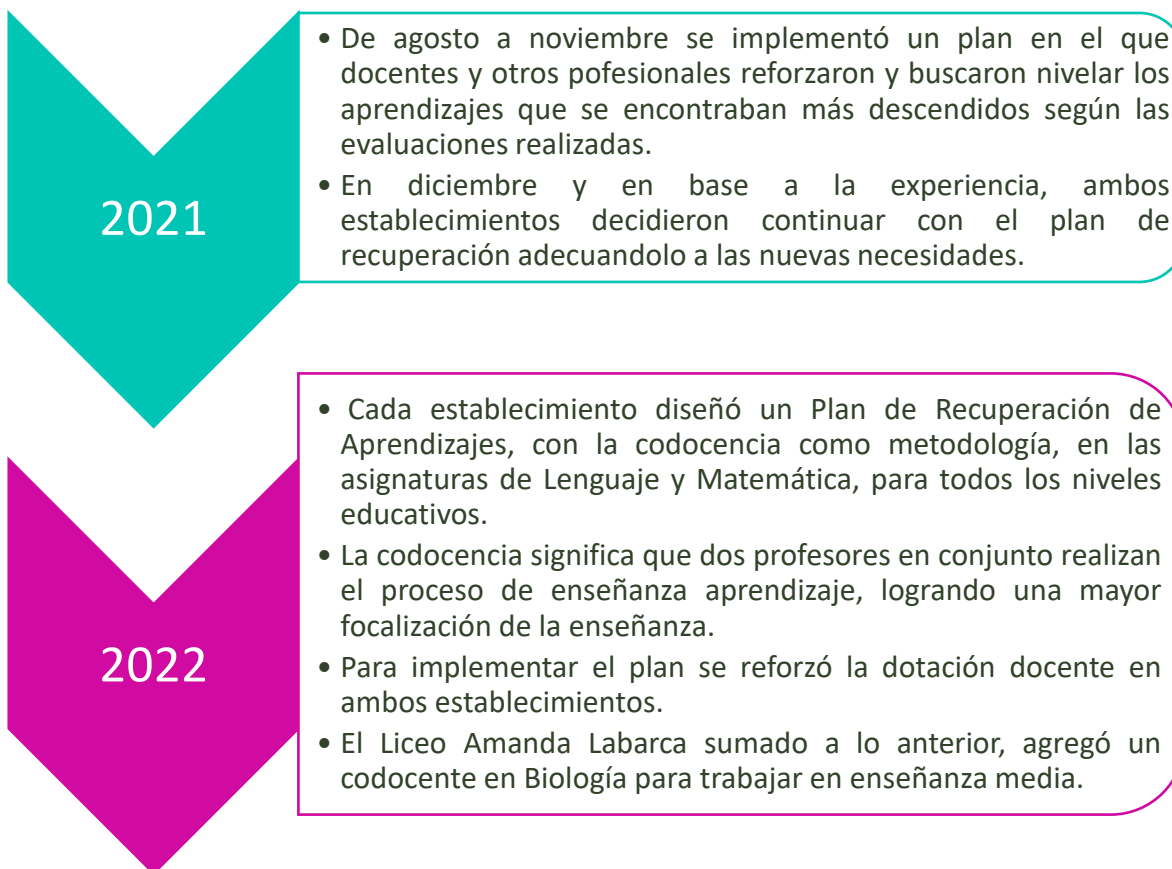 2021
• De agosto a noviembre se implementó un plan en el que
docentes y otros pofesionales reforzaron y buscaron nivelar los
aprendizajes que se encontraban más descendidos según las
evaluaciones realizadas.
• En diciembre y en base a la experiencia, ambos
establecimientos decidieron continuar con el plan de
recuperación adecuandolo a las nuevas necesidades.
2022
• Cada establecimiento diseñó un Plan de Recuperación de
Aprendizajes, con la codocencia como metodología, en las
asignaturas de Lenguaje y Matemática, para todos los niveles
educativos.
• La codocencia significa que dos profesores en conjunto realizan
el proceso de enseñanza aprendizaje, logrando una mayor
focalización de la enseñanza.
• Para implementar el plan se reforzó la dotación docente en
ambos establecimientos.
• El Liceo Amanda Labarca sumado a lo anterior, agregó un
codocente en Biología para trabajar en enseñanza media.